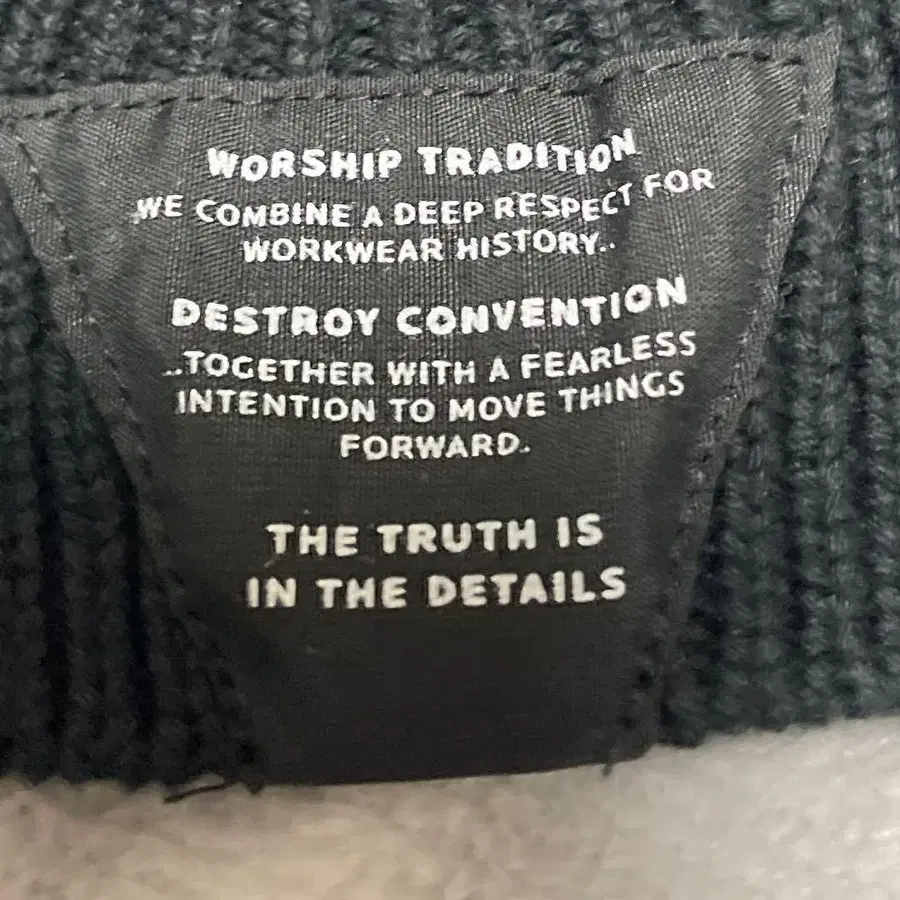 WORSHIP TRADITION
WE COMBINE A DEEP RESPECT FOR
WORKWEAR HISTORY..
DESTROY CONVENTION
..TOGETHER WITH A FEARLESS
INTENTION TO MOVE THINGS
FORWARD.
THE TRUTH IS
IN THE DETAILS